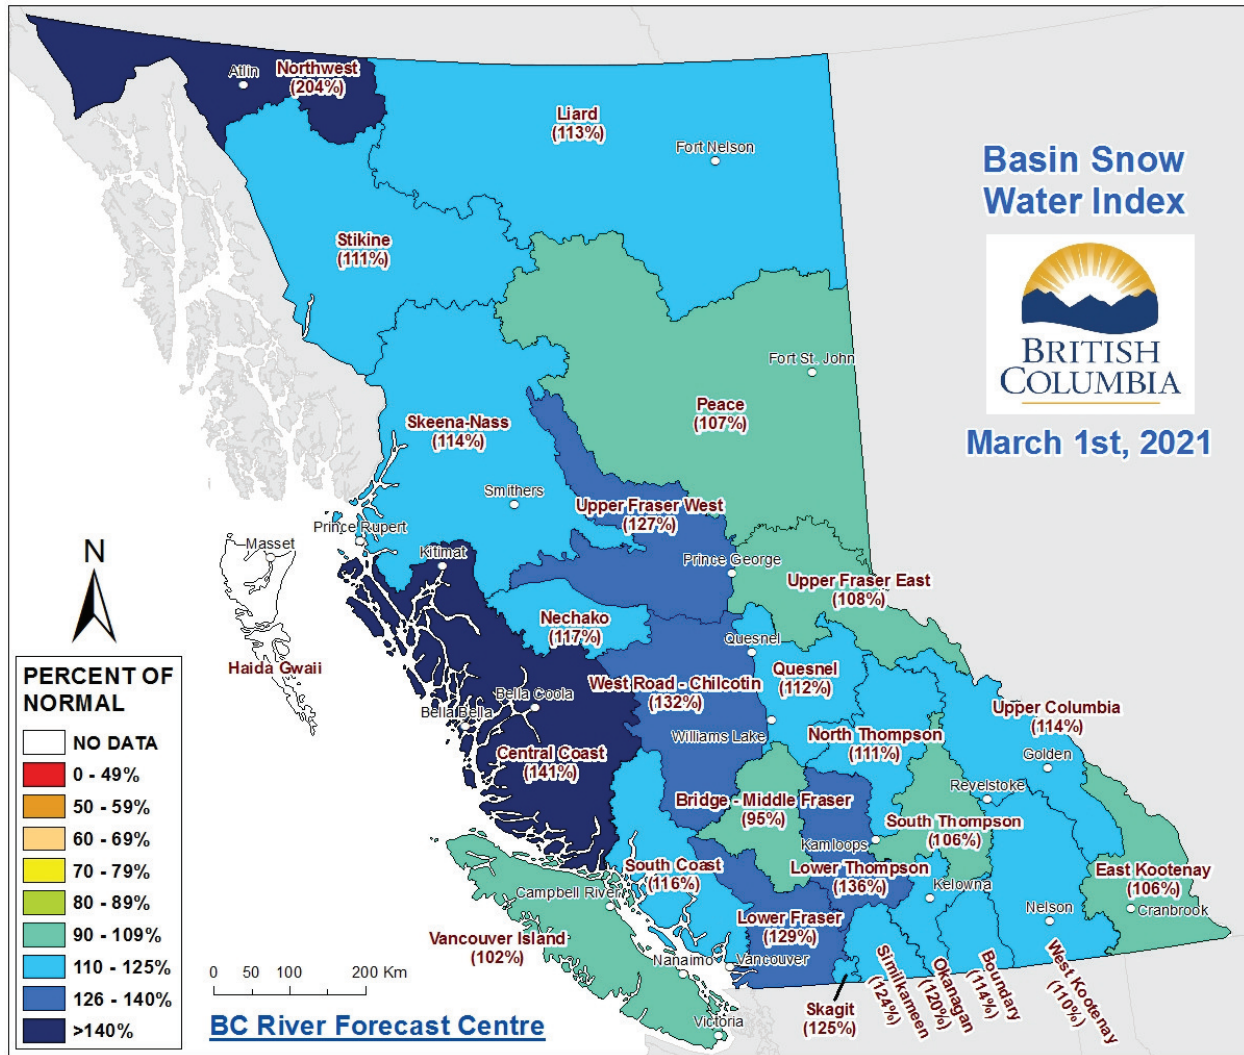 Atlin
Northwest
(204%)
Liard
(113%)
Fort Nelson
Basin Snow
Water Index
BRITISH
COLUMBIA
March 1st, 2021
Stikine
(111%)
Fort St. John
Peace
(107%)
Skeena-Nass
(114%)
Smithers
Upper Fraser West
(127%)
Prince Rupert
Masset
Kitimat
Prince George
Upper Fraser East
(108%)
N
Nechako
(117%)
Quesnel
Haida Gwaii
West Road - Chilcotin
(132%)
Quesnel
(112%)
Bella Coola
Bella Bella
Upper Columbia
(114%)
Williams Lake
North Thompson
(111%)
Golden
Central Coast
(141%)
Revelstoke
Bridge - Middle Fraser
(95%)
South Thompson
(106%)
Kamloops
South Coast
(116%)
Lower Thompson
(136%)
East Kootenay
(106%)
Campbell River
Kelowna
Cranbrook
Nelson
Lower Fraser
(129%)
Vancouver Island
(102%)
Nanaimo
Vancouver
Victoria
Skagit
(125%)
Similkameen
(124%)
Okanagan
(120%)
Boundary
(114%)
West Kootenay
(110%)
PERCENT OF
NORMAL
NO DATA
0 - 49%
50 - 59%
60 - 69%
70 - 79%
80 - 89%
90 - 109%
110 - 125%
126 - 140%
>140%
0 50 100 200 Km
BC River Forecast Centre